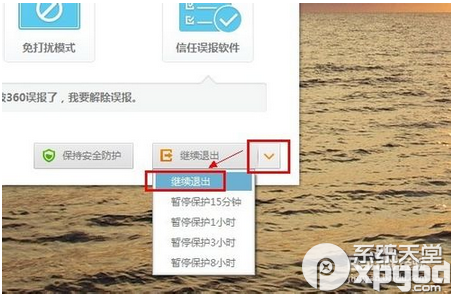 免打扰模式
信任误报软件
被360误报了，我要解除误报。
保持安全防护
继续退出
继续退出
暂停保护15分钟
暂停保护1小时
暂停保护3小时
暂停保护8小时
系统天堂